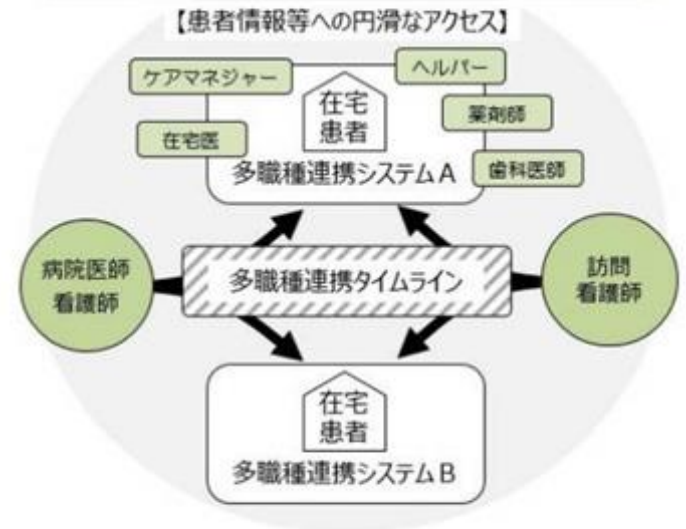 【患者情報等への円滑なアクセス】
ケアマネジャー
ヘルパー
在宅
患者
薬剤師
在宅医
多職種連携システムA
歯科医師
病院医師
看護師
多職種連携タイムライン
訪問
看護師
在宅
患者
多職種連携システムB